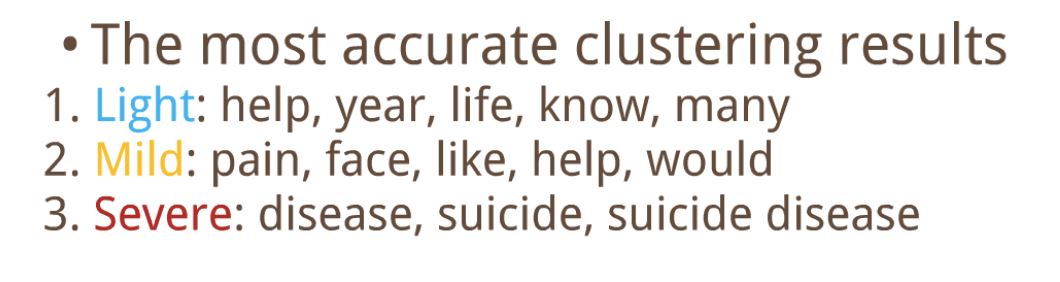 • The most accurate clustering results
1. Light: help, year, life, know, many
2. Mild: pain, face, like, help, would
3. Severe: disease, suicide, suicide disease